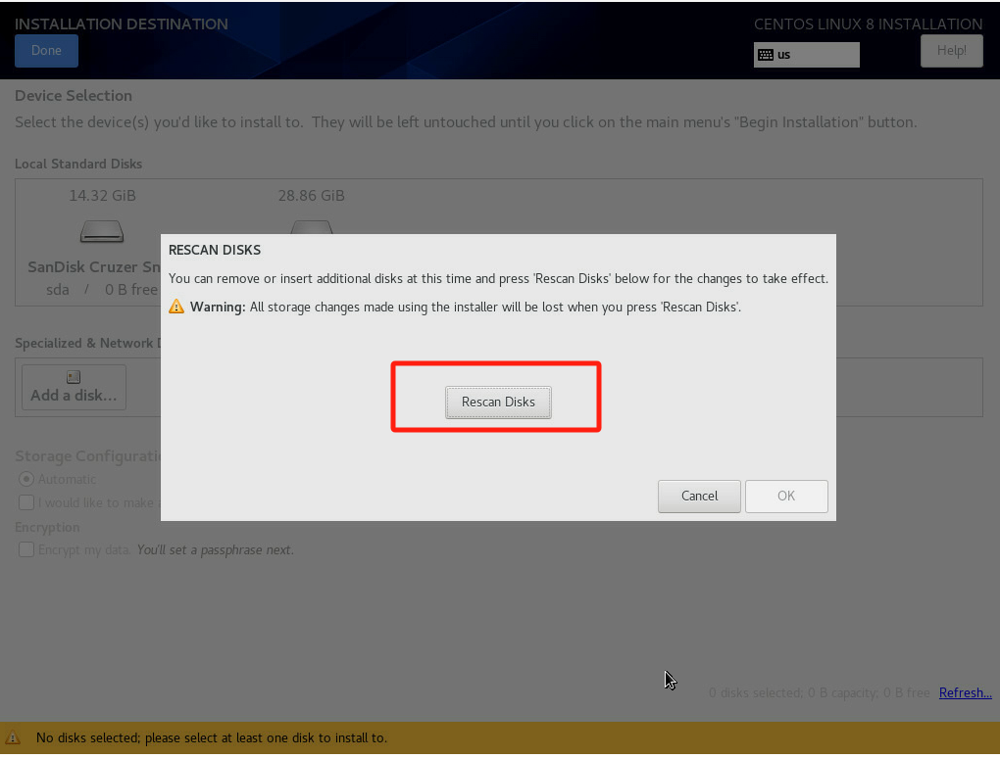 INSTALLATION DESTINATION
CENTOS LINUX 8 INSTALLATION
Done
us
Help!
Device Selection
Select the device(s) you'd like to install to.  They will be left untouched until you click on the main menu's "Begin Installation" button.
Local Standard Disks
14.32 GiB
28.86 GiB
SanDisk Cruzer
sda / 0 B free
RESCAN DISKS
You can remove or insert additional disks at this time and press 'Rescan Disks' below for the changes to take effect.
Warning: All storage changes made using the installer will be lost when you press 'Rescan Disks'.
Rescan Disks
Cancel
OK
Specialized & Network
Add a disk...
Storage
Automatic
I would like to make
Encryption
Encrypt my data. You'll set a passphrase next.
0 disks selected; 0 B capacity; 0 B free Refresh...
No disks selected; please select at least one disk to install to.